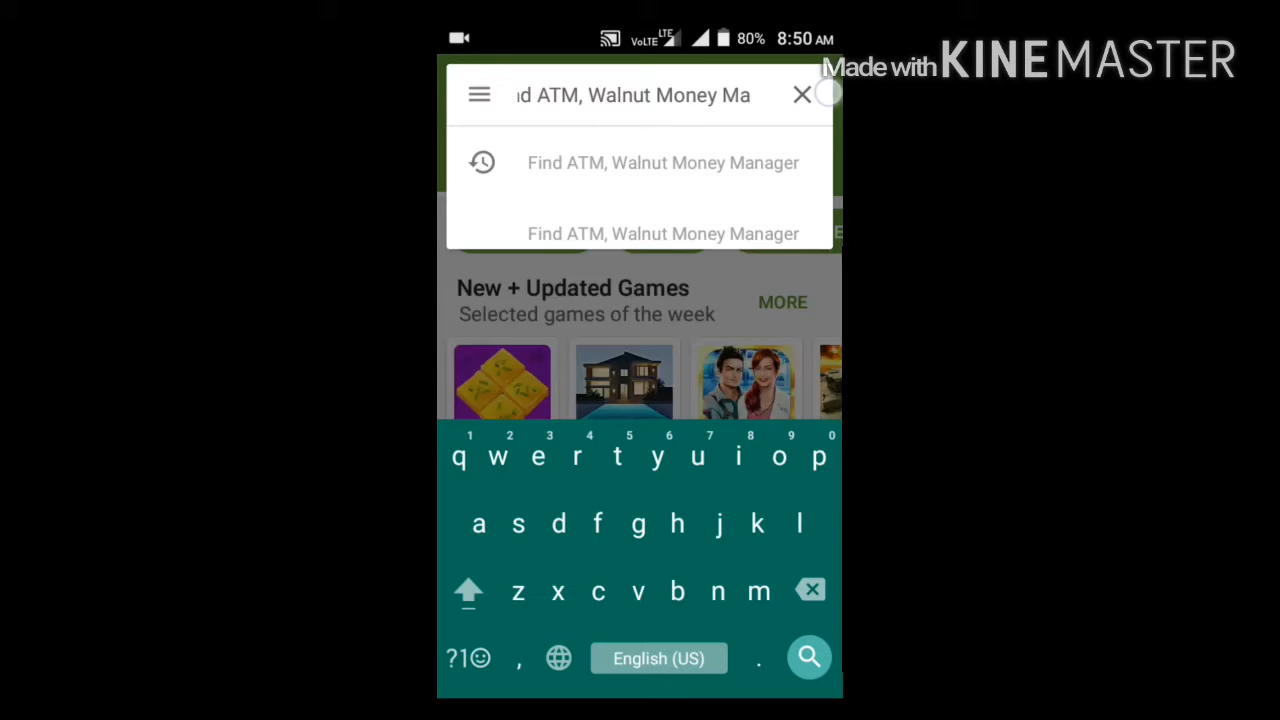 VoLTE LTE 80% 8:50 AM
Made with KINEMASTER
nd ATM, Walnut Money Ma
Find ATM, Walnut Money Manager
Find ATM, Walnut Money Manager
E
New + Updated Games
MORE
Selected games of the week
1 2 3 4 5 6 7 8 9 0
q w e r t y u i o p
a s d f g h j k l
z x c v b n m
?1☺ , English (US) .